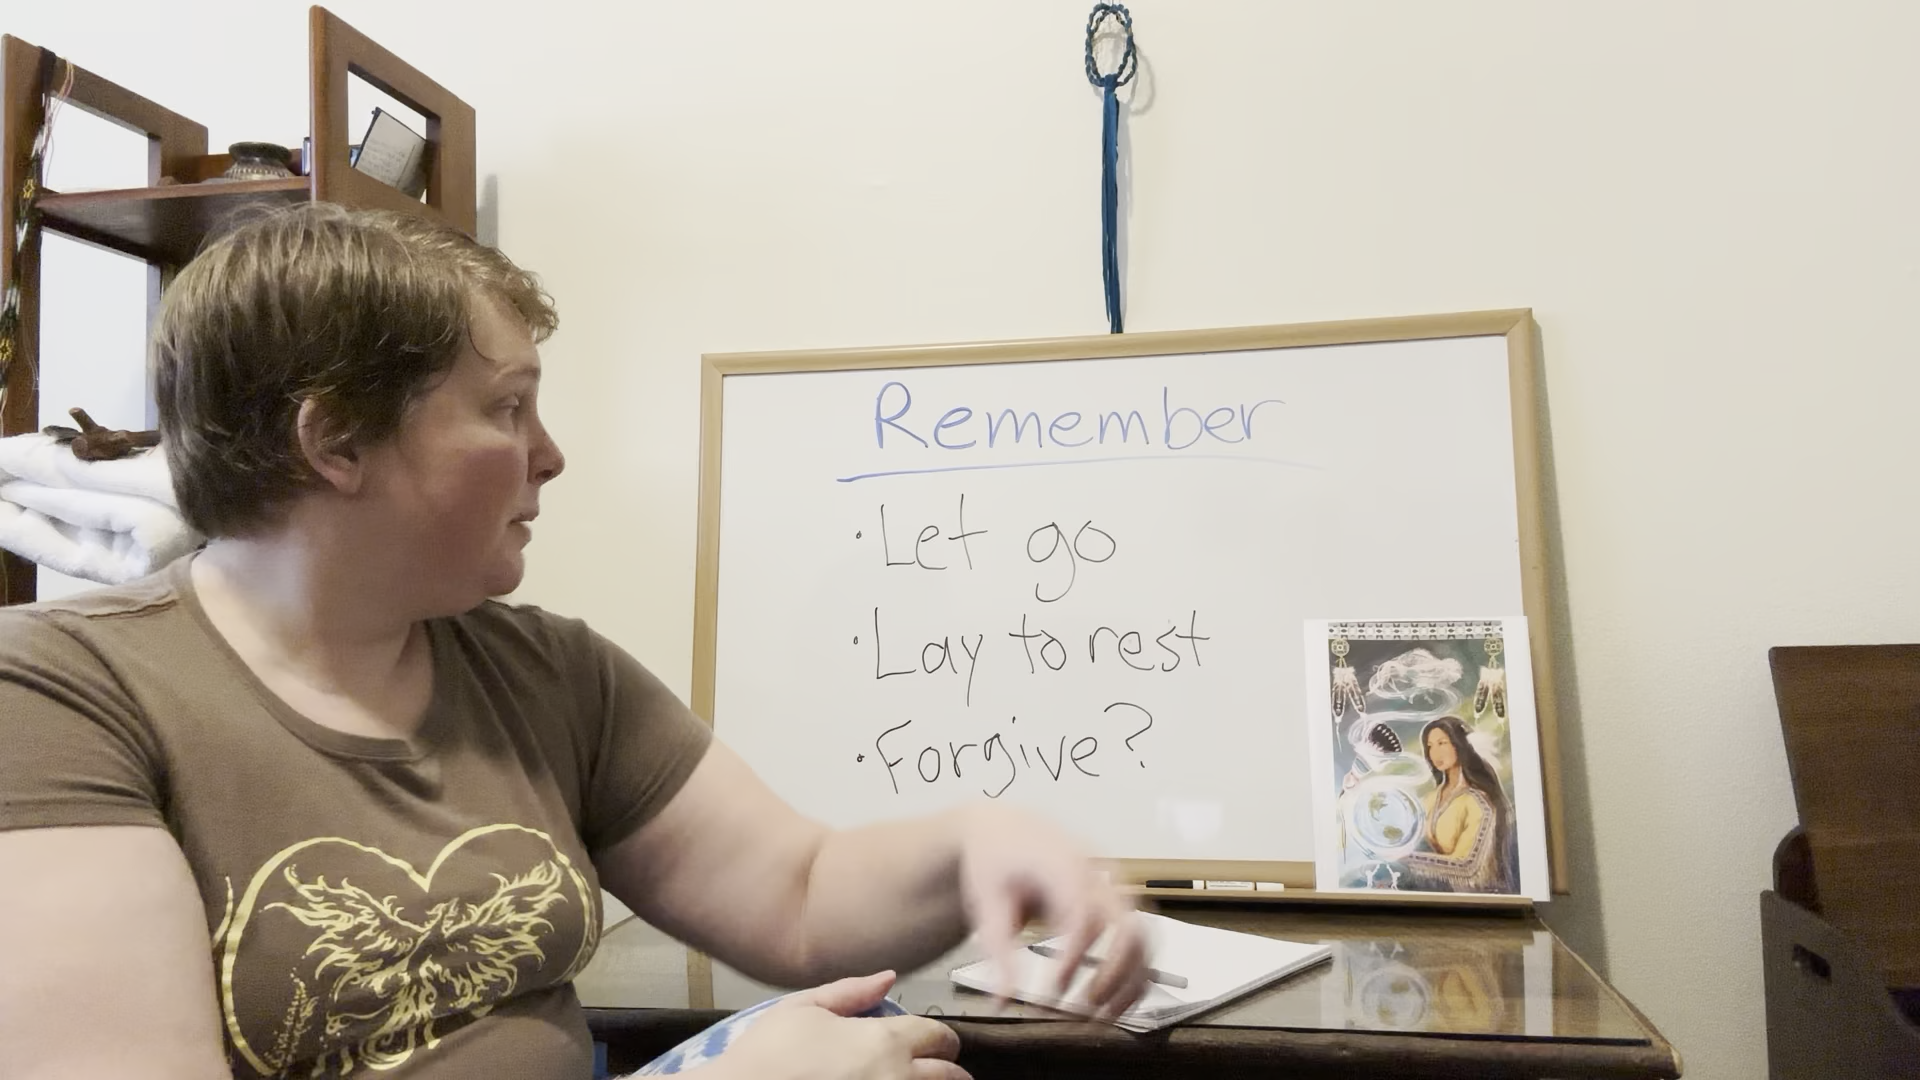 Remember
· Let go
· Lay to rest
· Forgive?